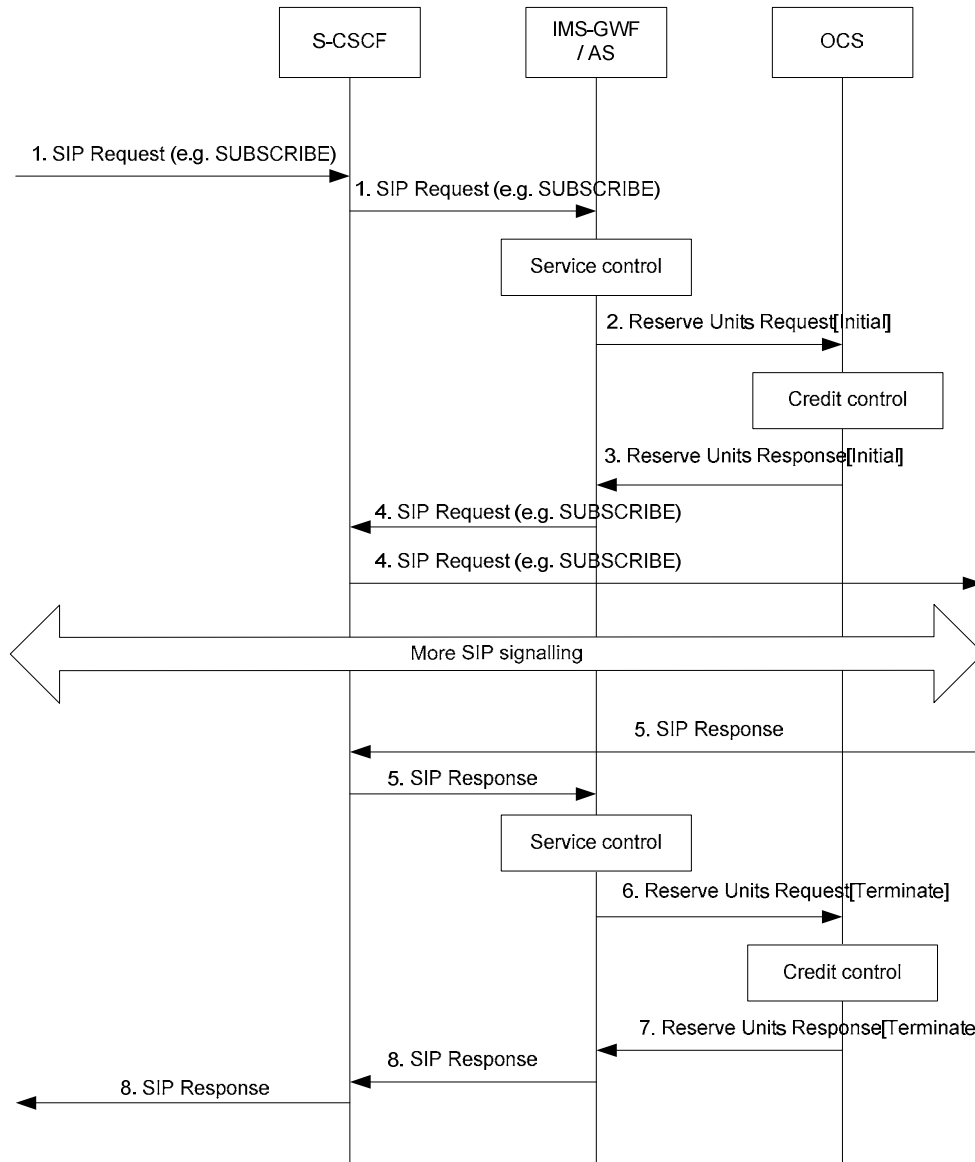 S-CSCF
IMS-GWF
/ AS
OCS
1. SIP Request (e.g. SUBSCRIBE)
1. SIP Request (e.g. SUBSCRIBE)
Service control
2. Reserve Units Request[Initial]
Credit control
3. Reserve Units Response[Initial]
4. SIP Request (e.g. SUBSCRIBE)
4. SIP Request (e.g. SUBSCRIBE)
More SIP signalling
5. SIP Response
5. SIP Response
Service control
6. Reserve Units Request[Terminate]
Credit control
7. Reserve Units Response[Terminate
8. SIP Response
8. SIP Response